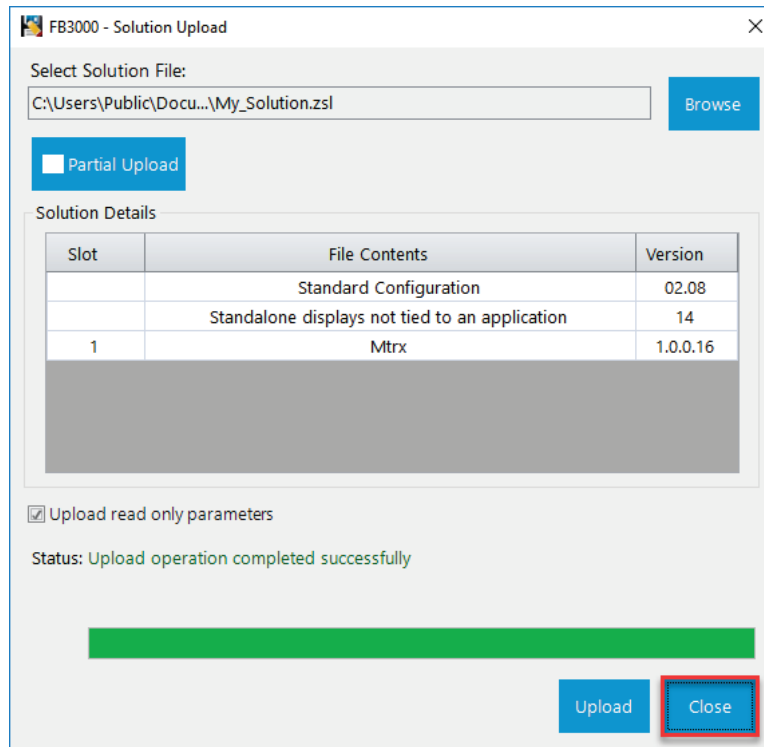 FB3000 - Solution Upload
Select Solution File:
C:\Users\Public\Docu...\My_Solution.zsl
Browse
Partial Upload
Solution Details
Slot File Contents Version
Standard Configuration 02.08
Standalone displays not tied to an application 14
1 Mtrx 1.0.0.16
Upload read only parameters
Status: Upload operation completed successfully
Upload Close